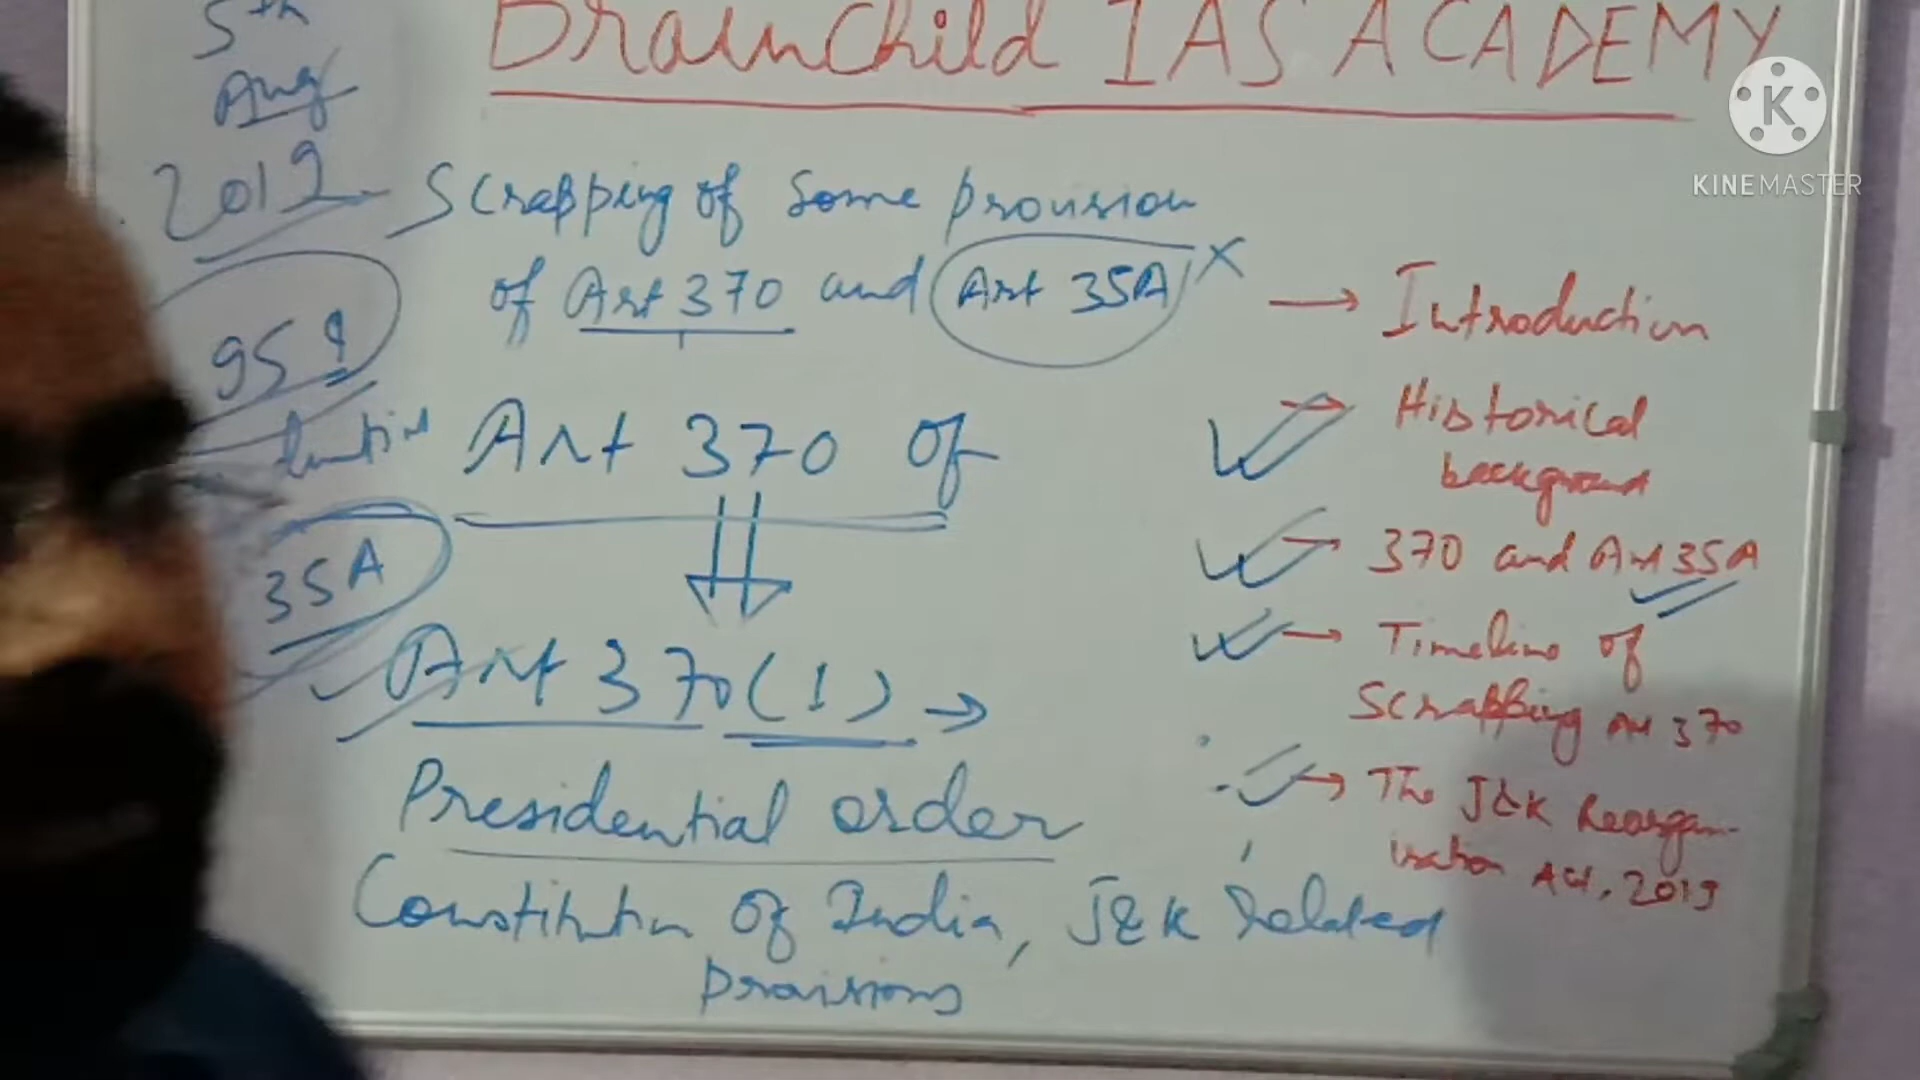 Brainchild IAS ACADEMY
KINEMASTER
5th
Aug
2019
Scrapping of some provision
of Art 370 and Art 35A
Art 370 of
35A
Art 370 (1) →
Presidential order
Constitution of India, J&K related
provisions
→ Introduction
→ Historical
background
→ 370 and Art 35A
→ Timeline of
Scrapping Art 370
→ The J&K Reorgan-
isation Act, 2019